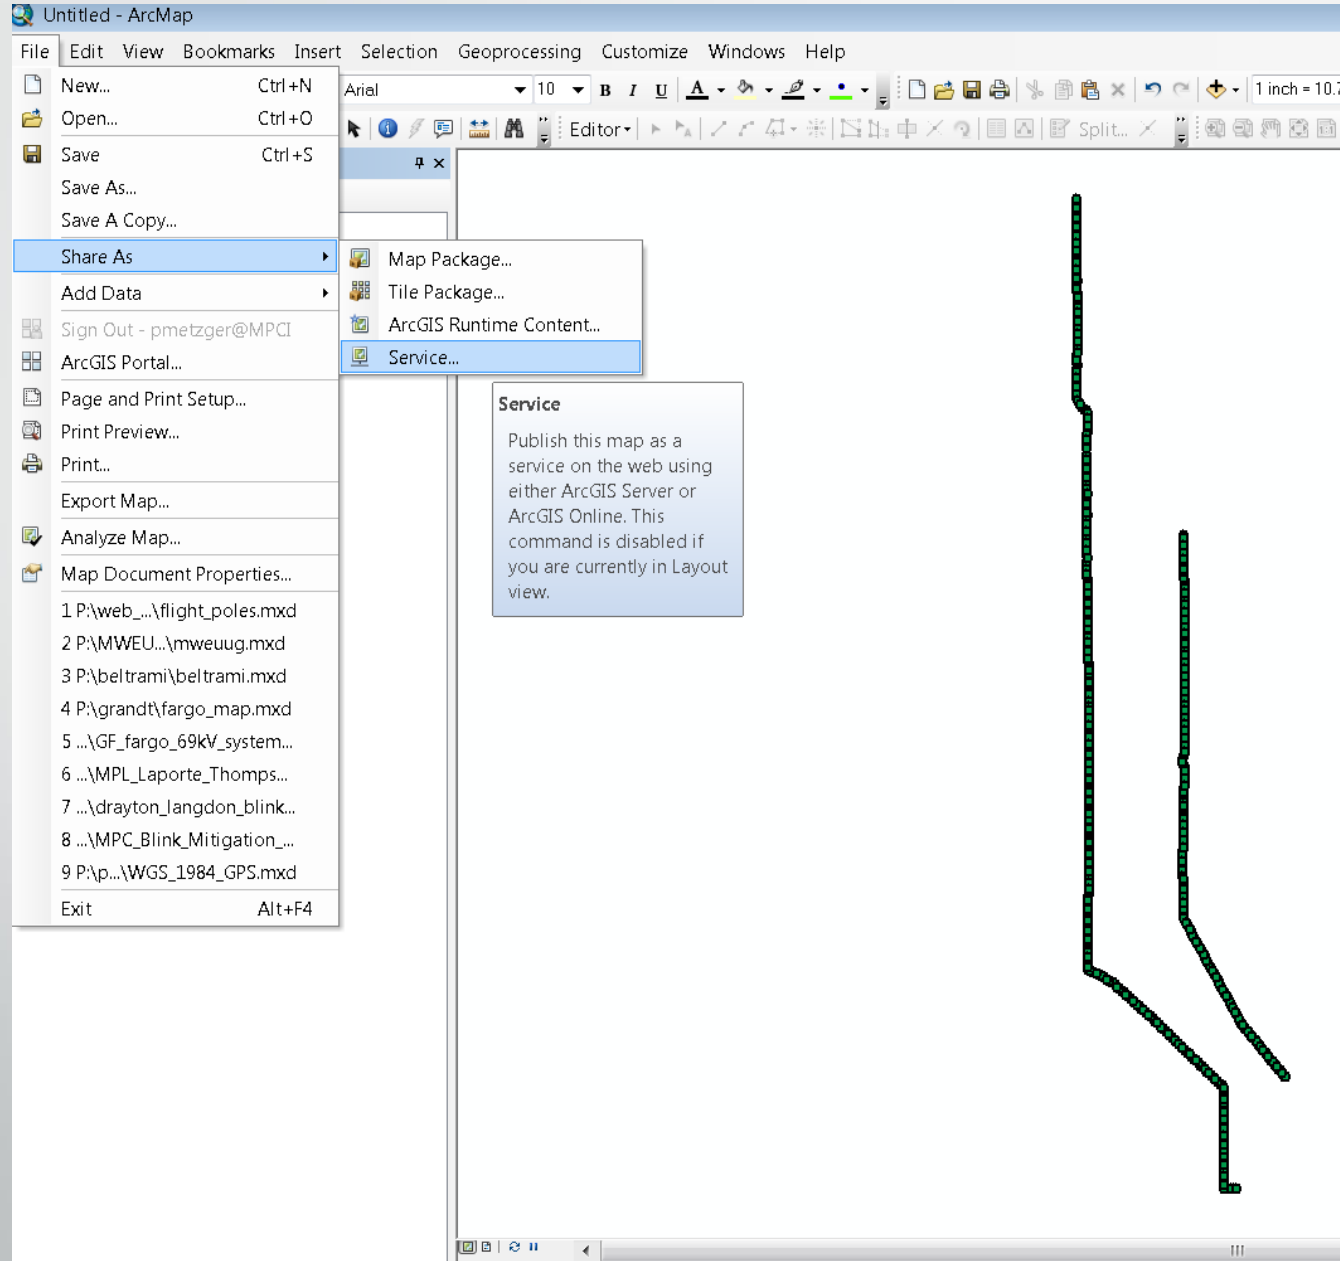 Untitled - ArcMap
File Edit View Bookmarks Insert Selection Geoprocessing Customize Windows Help
New... Ctrl+N
Arial 10 B I U A 1 inch = 10.7
Open... Ctrl+O
Editor Split...
Save Ctrl+S
Save As...
Save A Copy...
Share As
Map Package...
Tile Package...
ArcGIS Runtime Content...
Service...
Add Data
Sign Out - pmetzger@MPCI
ArcGIS Portal...
Page and Print Setup...
Print Preview...
Print...
Export Map...
Analyze Map...
Map Document Properties...
1 P:\web_...\flight_poles.mxd
2 P:\MWEU...\mweuug.mxd
3 P:\beltrami\beltrami.mxd
4 P:\grandt\fargo_map.mxd
5 ...\GF_fargo_69kV_system...
6 ...\MPL_Laporte_Thomps...
7 ...\drayton_langdon_blink...
8 ...\MPC_Blink_Mitigation_...
9 P:\p...\WGS_1984_GPS.mxd
Exit Alt+F4
Service
Publish this map as a
service on the web using
either ArcGIS Server or
ArcGIS Online. This
command is disabled if
you are currently in Layout
view.